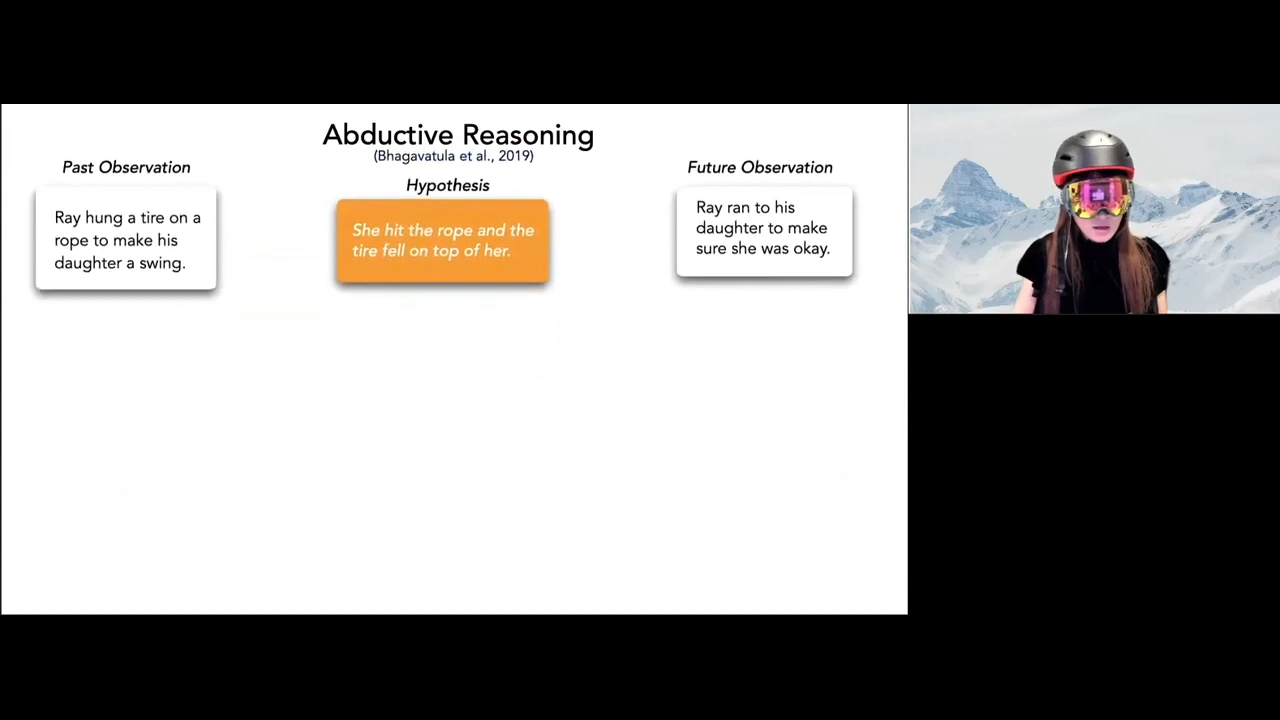 Abductive Reasoning
(Bhagavatula et al., 2019)
Past Observation
Ray hung a tire on a
rope to make his
daughter a swing.
Hypothesis
She hit the rope and the
tire fell on top of her.
Future Observation
Ray ran to his
daughter to make
sure she was okay.